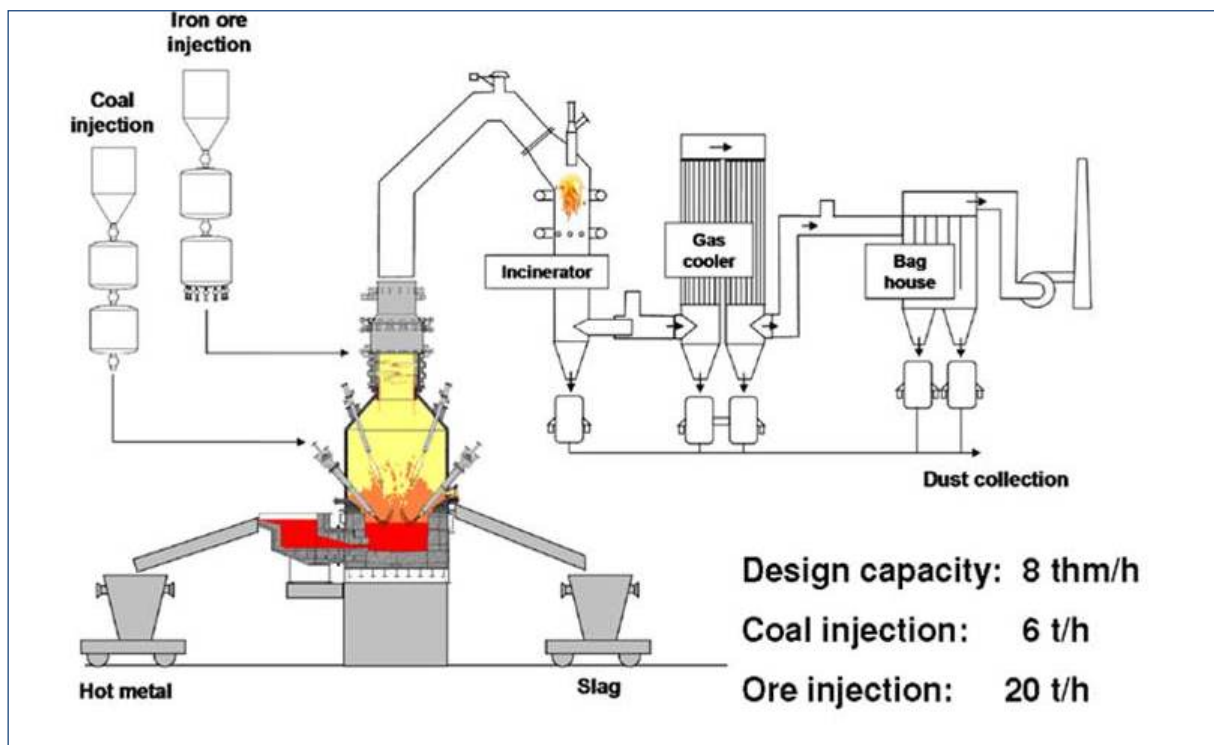 Iron ore
injection
Coal
injection
Incinerator
Gas
cooler
Bag
house
Dust collection
Hot metal
Slag
Design capacity: 8 thm/h
Coal injection: 6 t/h
Ore injection: 20 t/h